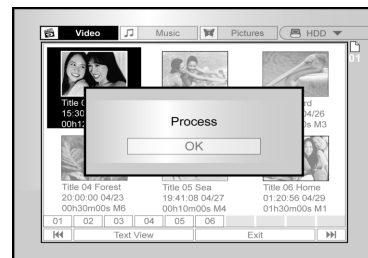 Video Music Pictures HDD
01
Title 0
15:30
00h12
rd
04/26
0s M3
Process
OK
Title 04 Forest Title 05 Sea Title 06 Home
20:00:00 04/23 19:41:08 04/27 01:20:56 04/29
00h30m00s M6 00h10m00s M4 01h30m00s M1
01 02 03 04 05 06
Text View Exit